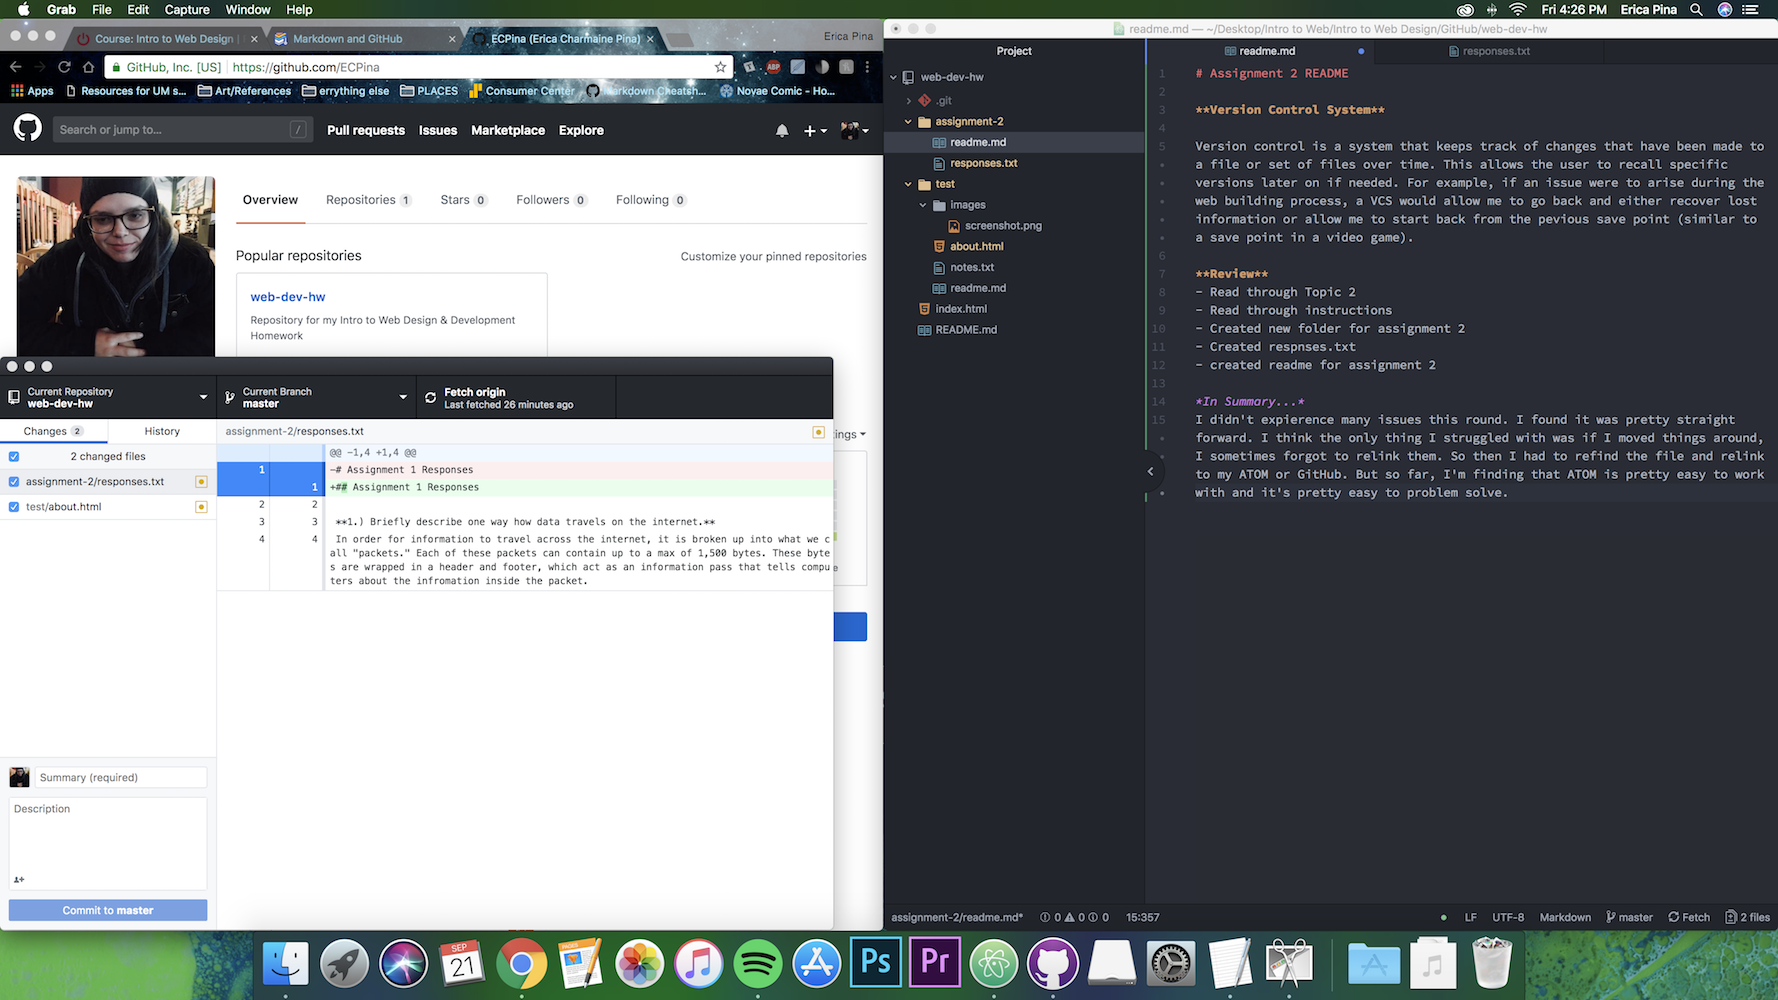 Grab File Edit Capture Window Help
Fri 4:26 PM Erica Pina
Course: Intro to Web Design |
Markdown and GitHub
ECPina (Erica Charmaine Pina)
Erica Pina
GitHub, Inc. [US] | https://github.com/ECPina
ABP
Apps Resources for UM s... Art/References errything else PLACES Consumer Center Markdown Cheatsh... Noyae Comic - Ho...
Search or jump to... /
Pull requests Issues Marketplace Explore
Overview Repositories 1 Stars 0 Followers 0 Following 0
Popular repositories
Customize your pinned repositories
web-dev-hw
Repository for my Intro to Web Design & Development
Homework
ings
Current Repository
web-dev-hw
Current Branch
master
Fetch origin
Last fetched 26 minutes ago
Changes 2
History
assignment-2/responses.txt
2 changed files
assignment-2/responses.txt
test/about.html
@@ -1,4 +1,4 @@
1 -# Assignment 1 Responses
1 +## Assignment 1 Responses
2 2
3 3 **1.) Briefly describe one way how data travels on the internet.**
4 4 In order for information to travel across the internet, it is broken up into what we c
all "packets." Each of these packets can contain up to a max of 1,500 bytes. These byte
s are wrapped in a header and footer, which act as an information pass that tells compu
ters about the infromation inside the packet.
Summary (required)
Description
Commit to master
readme.md — ~/Desktop/Intro to Web/Intro to Web Design/GitHub/web-dev-hw
Project
readme.md
responses.txt
web-dev-hw
.git
assignment-2
readme.md
responses.txt
test
images
screenshot.png
about.html
notes.txt
readme.md
index.html
README.md
1 # Assignment 2 README
2
3 **Version Control System**
4
5 Version control is a system that keeps track of changes that have been made to
a file or set of files over time. This allows the user to recall specific
versions later on if needed. For example, if an issue were to arise during the
web building process, a VCS would allow me to go back and either recover lost
information or allow me to start back from the pevious save point (similar to
a save point in a video game).
6
7 **Review**
8 - Read through Topic 2
9 - Read through instructions
10 - Created new folder for assignment 2
11 - Created respnses.txt
12 - created readme for assignment 2
13
14 *In Summary...*
15 I didn't expierence many issues this round. I found it was pretty straight
forward. I think the only thing I struggled with was if I moved things around,
I sometimes forgot to relink them. So then I had to refind the file and relink
to my ATOM or GitHub. But so far, I'm finding that ATOM is pretty easy to work
with and it's pretty easy to problem solve.
assignment-2/readme.md* 0 0 0 15:357
LF UTF-8 Markdown master Fetch 2 files
SEP
21
PAGES
Ps
Pr